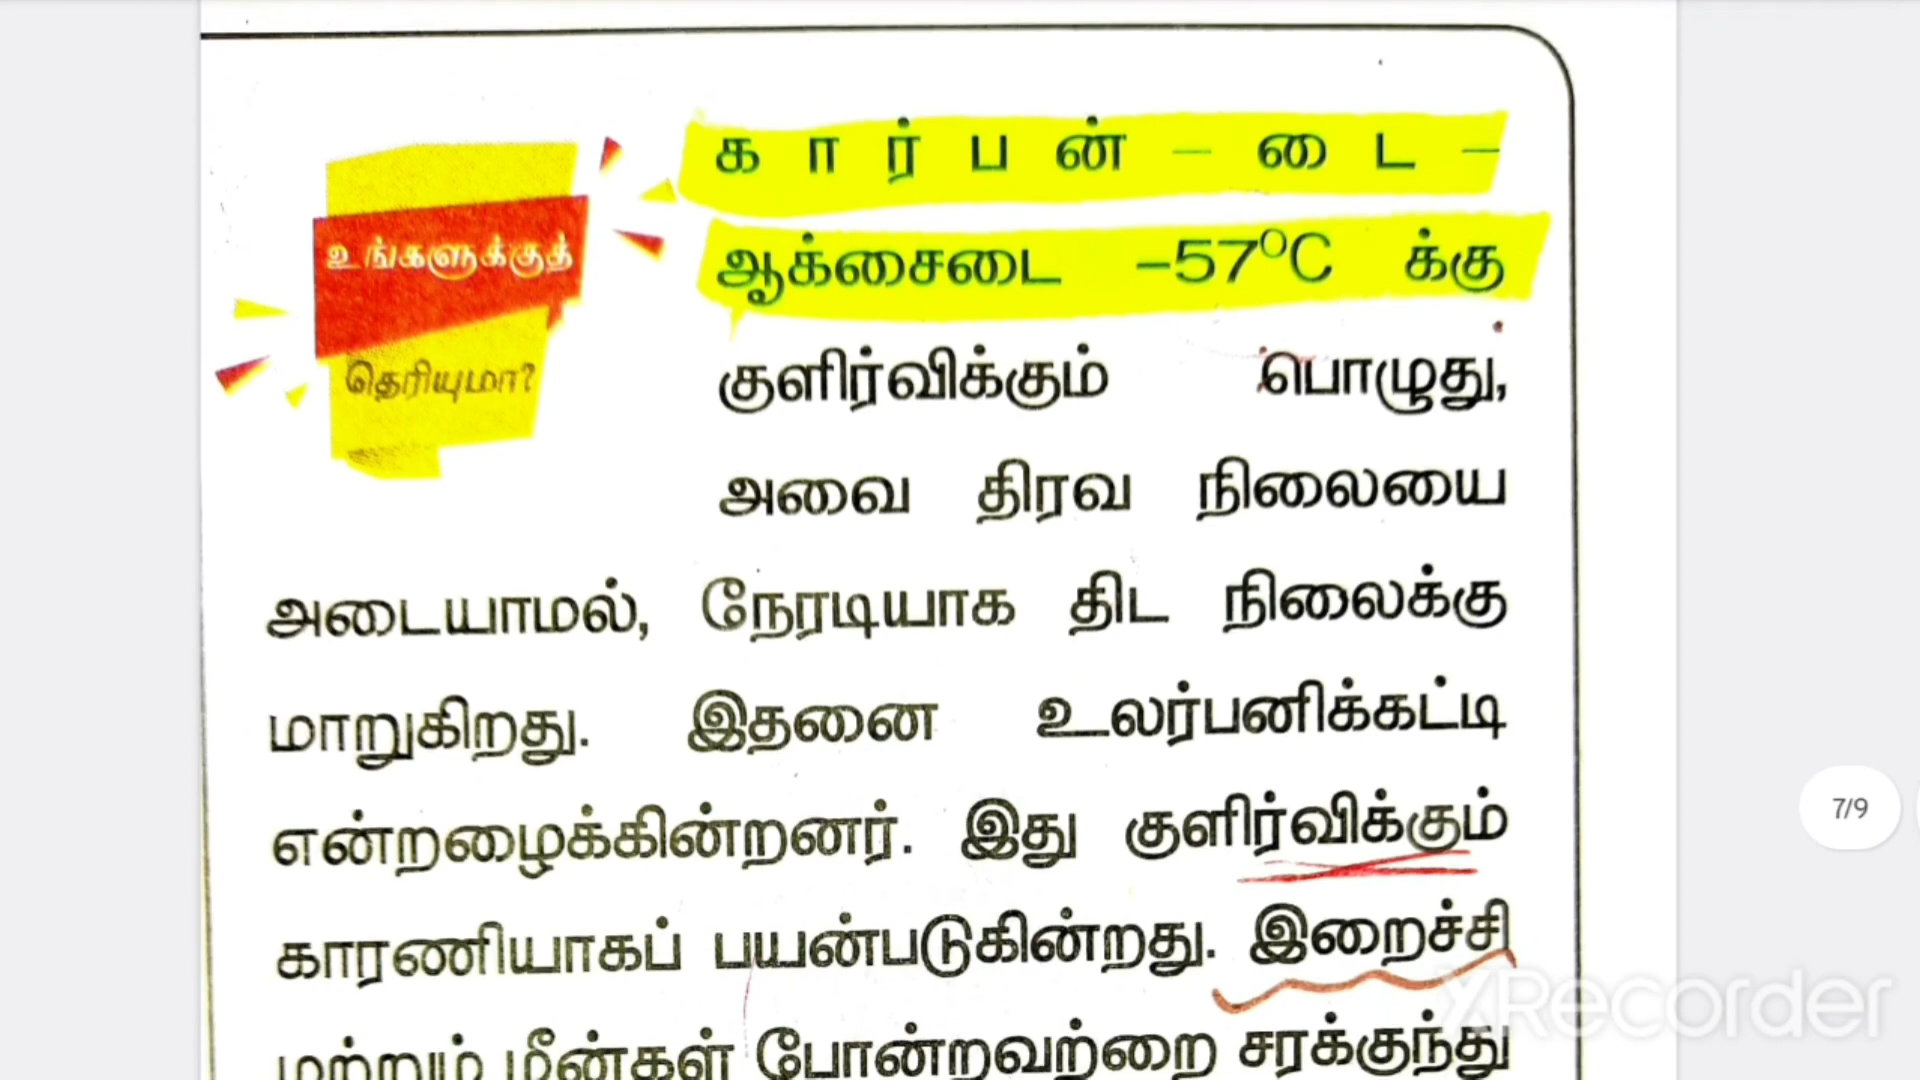 உங்களுக்குத்
தெரியுமா?
கார்பன் – டை –
ஆக்சைடை –57⁰C க்கு
குளிர்விக்கும் பொழுது,
அவை திரவ நிலையை
அடையாமல், நேரடியாக திட நிலைக்கு
மாறுகிறது. இதனை உலர்பனிக்கட்டி
என்றழைக்கின்றனர். இது குளிர்விக்கும்
காரணியாகப் பயன்படுகின்றது. இறைச்சி
மற்றும் மீன்கள் போன்றவற்றை சரக்குந்து
7/9
XRecorder